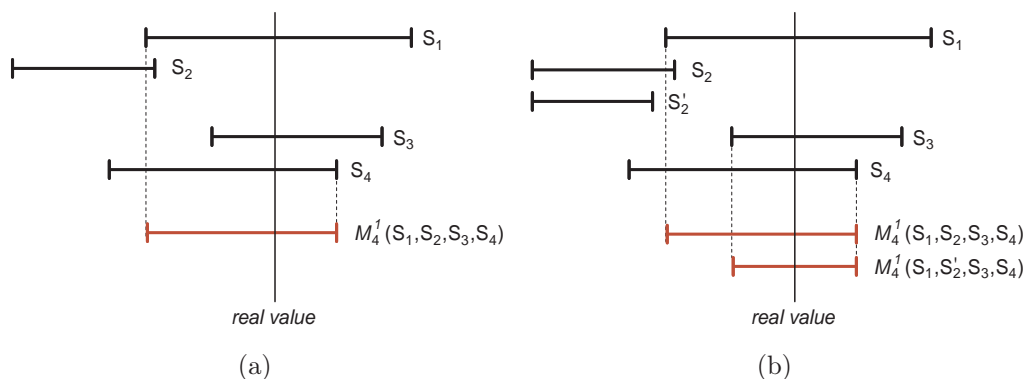 S₁
S₂
S₃
S₄
M₄¹(S₁,S₂,S₃,S₄)
real value
(a)
S₁
S₂
S₂'
S₃
S₄
M₄¹(S₁,S₂,S₃,S₄)
M₄¹(S₁,S₂',S₃,S₄)
real value
(b)